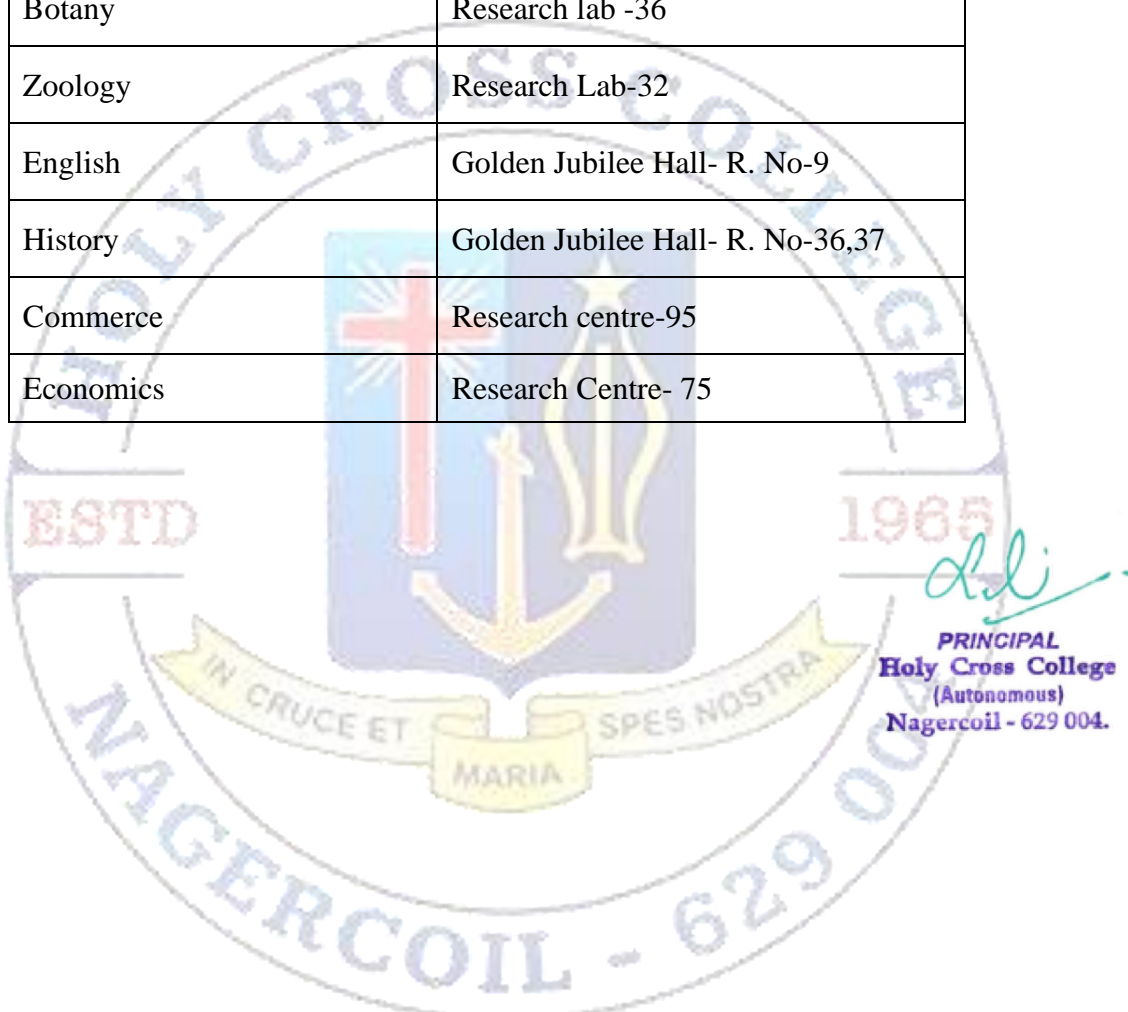 Botany Research lab -36
Zoology Research Lab-32
English Golden Jubilee Hall- R. No-9
History Golden Jubilee Hall- R. No-36,37
Commerce Research centre-95
Economics Research Centre- 75
HOLY CROSS COLLEGE
ESTD 1965
IN CRUCE ET MARIA SPES NOSTRA
NAGERCOIL - 629 004
PRINCIPAL
Holy Cross College
(Autonomous)
Nagercoil - 629 004.